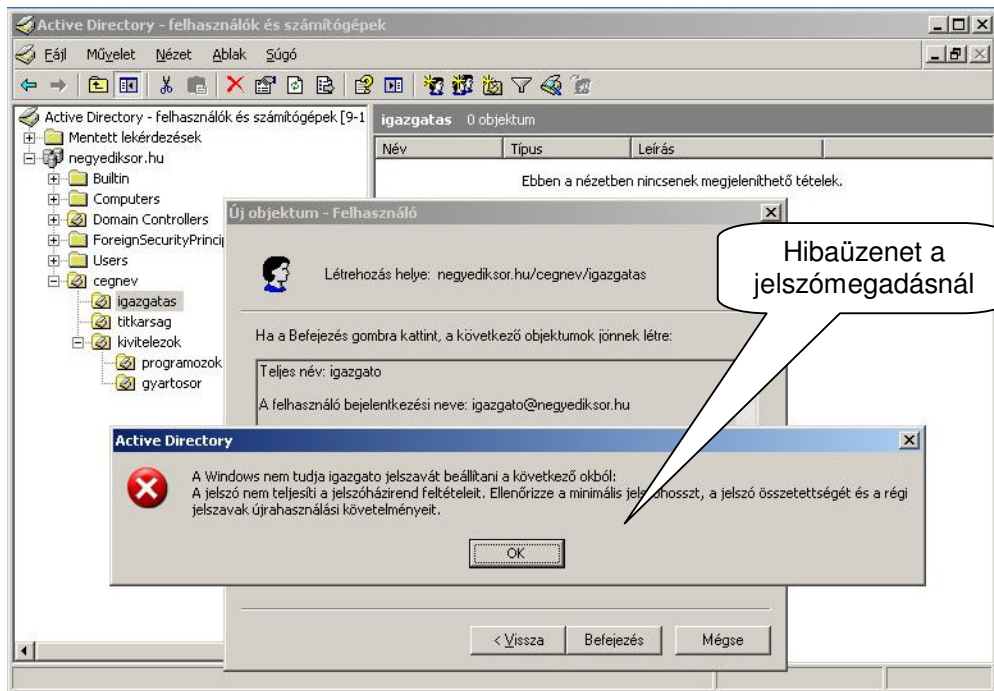 Active Directory - felhasználók és számítógépek
Fájl Művelet Nézet Ablak Súgó
Active Directory - felhasználók és számítógépek [9-1
Mentett lekérdezések
negyediksor.hu
Builtin
Computers
Domain Controllers
ForeignSecurityPrincip
Users
cegnev
igazgatas
titkarsag
kivitelezok
programozok
gyartosor
igazgatas 0 objektum
Név Típus Leírás
Ebben a nézetben nincsenek megjeleníthető tételek.
Új objektum - Felhasználó
Létrehozás helye: negyediksor.hu/cegnev/igazgatas
Ha a Befejezés gombra kattint, a következő objektumok jönnek létre:
Teljes név: igazgato
A felhasználó bejelentkezési neve: igazgato@negyediksor.hu
Hibaüzenet a
jelszómegadásnál
Active Directory
A Windows nem tudja igazgato jelszavát beállítani a következő okból:
A jelszó nem teljesíti a jelszóházirend feltételeit. Ellenőrizze a minimális jelszóhosszt, a jelszó összetettségét és a régi
jelszavak újrahasználási követelményeit.
OK
< Vissza Befejezés Mégse